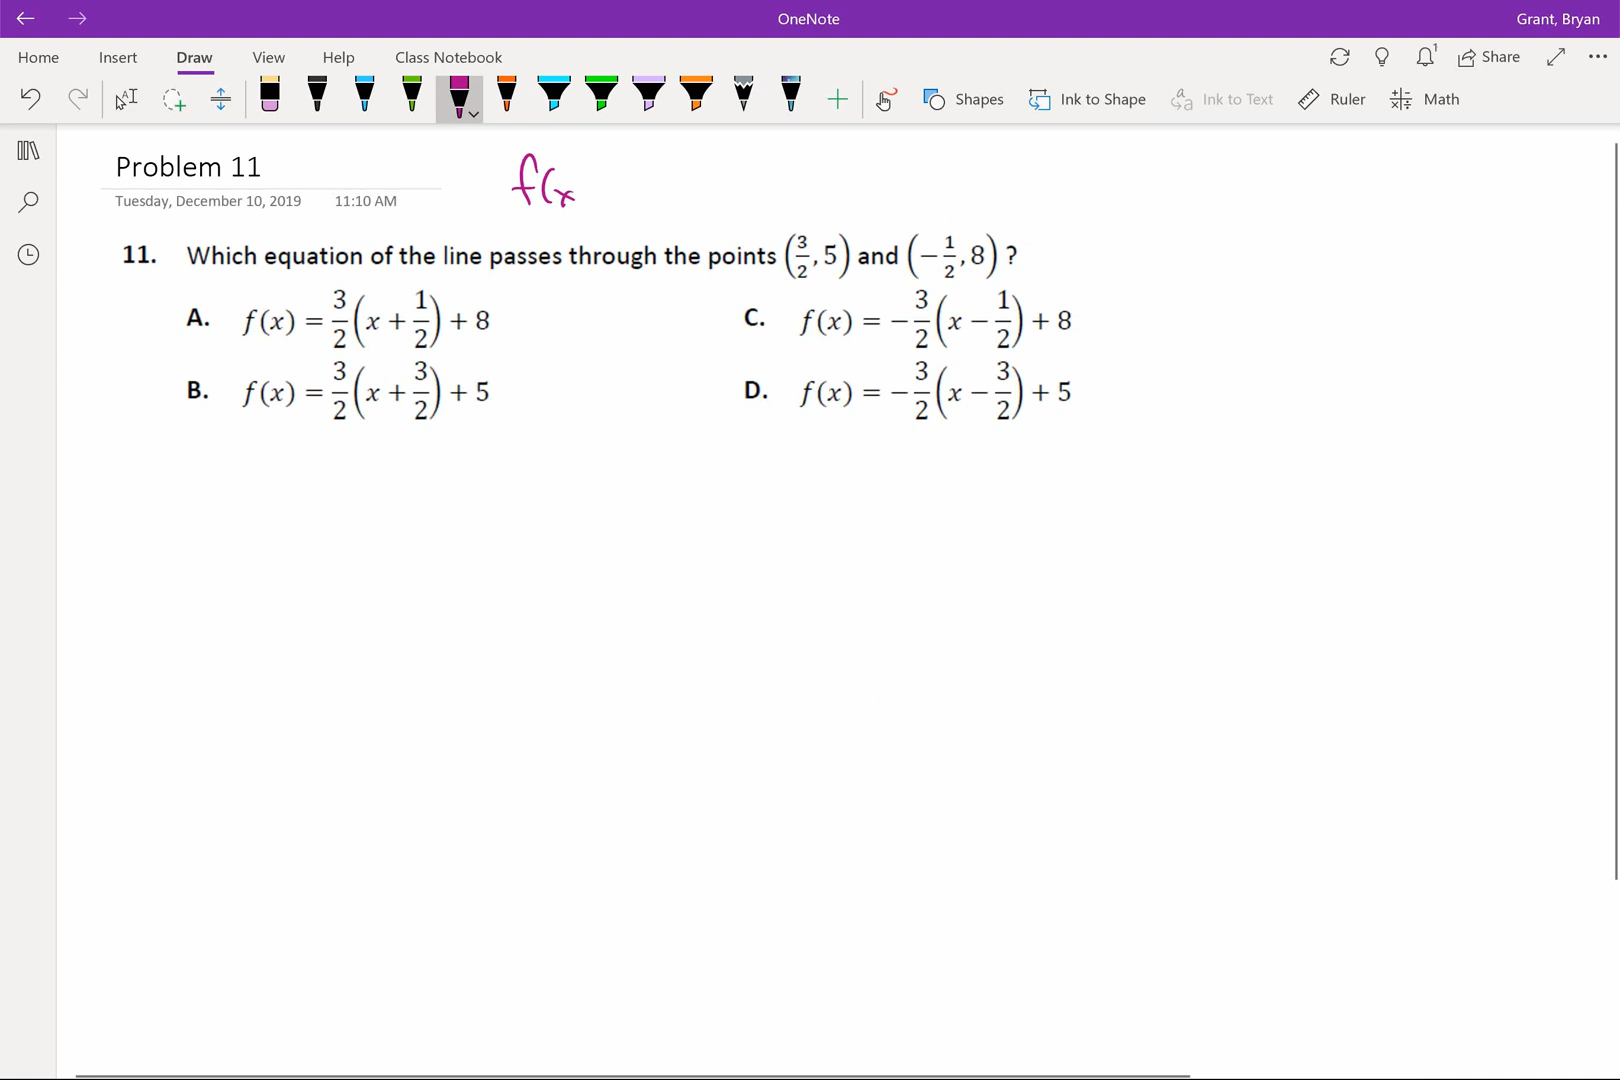 OneNote
Grant, Bryan
Home Insert Draw View Help Class Notebook
1 Share
Shapes Ink to Shape Ink to Text Ruler Math
Problem 11
Tuesday, December 10, 2019 11:10 AM
f(x
11. Which equation of the line passes through the points (3/2, 5) and (−1/2, 8) ?
A. f(x) = 3/2(x + 1/2) + 8
C. f(x) = −3/2(x − 1/2) + 8
B. f(x) = 3/2(x + 3/2) + 5
D. f(x) = −3/2(x − 3/2) + 5